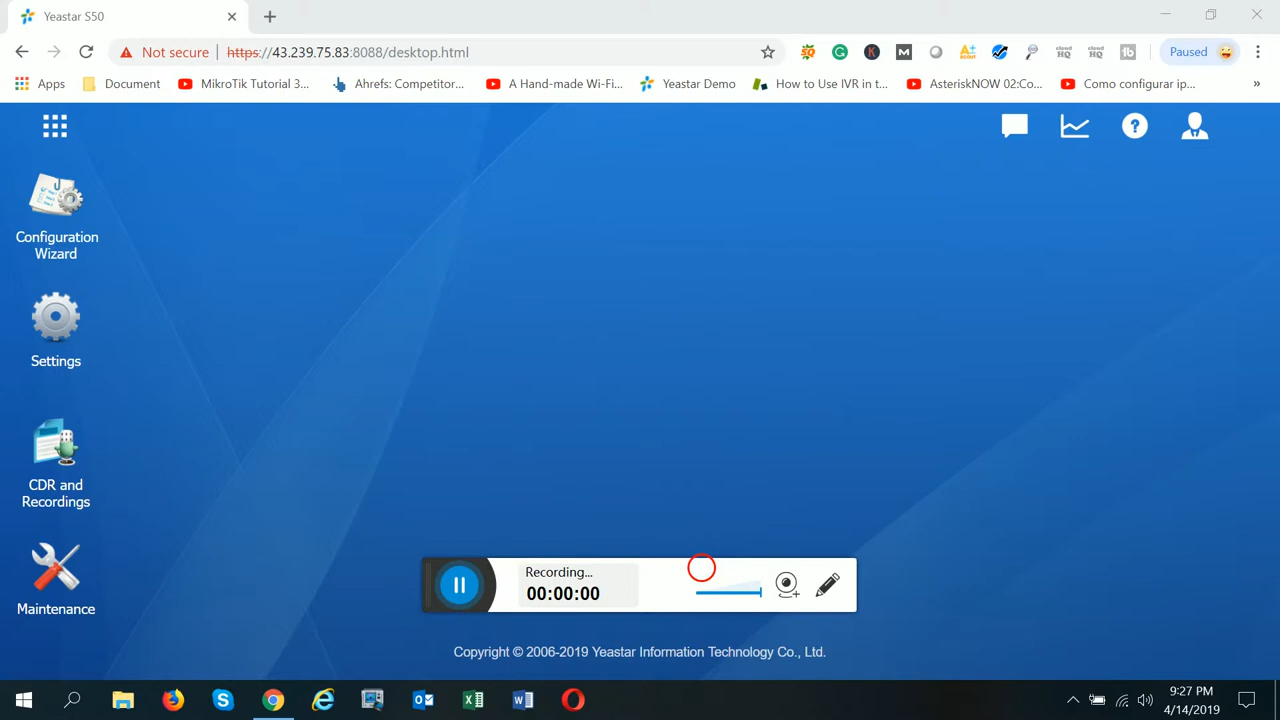 Yeastar S50
Not secure
https://43.239.75.83:8088/desktop.html
Paused
Apps
Document
MikroTik Tutorial 3...
Ahrefs: Competitor...
A Hand-made Wi-Fi...
Yeastar Demo
How to Use IVR in t...
AsteriskNOW 02:Co...
Como configurar ip...
»
Configuration
Wizard
Settings
CDR and
Recordings
Maintenance
Recording...
00:00:00
Copyright © 2006-2019 Yeastar Information Technology Co., Ltd.
9:27 PM
4/14/2019